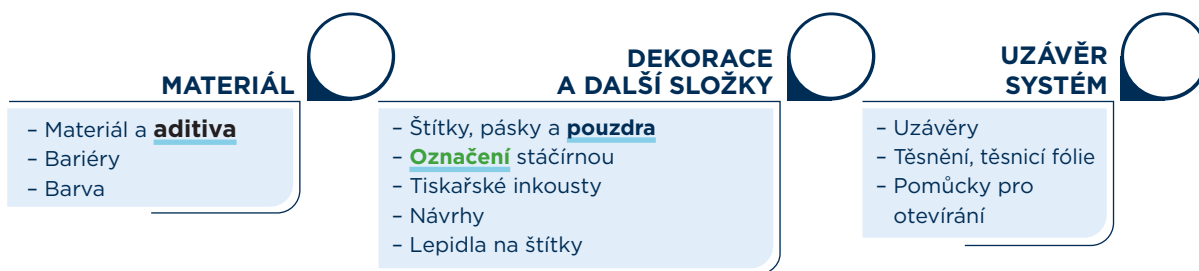 MATERIÁL
– Materiál a aditiva
– Bariéry
– Barva
DEKORACE
A DALŠÍ SLOŽKY
– Štítky, pásky a pouzdra
– Označení stáčírnou
– Tiskařské inkousty
– Návrhy
– Lepidla na štítky
UZÁVĚR
SYSTÉM
– Uzávěry
– Těsnění, těsnicí fólie
– Pomůcky pro
otevírání